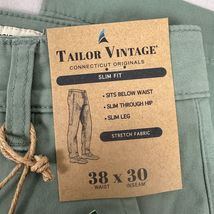 TAILOR VINTAGE®
CONNECTICUT ORIGINALS
SLIM FIT
• SITS BELOW WAIST
• SLIM THROUGH HIP
• SLIM LEG
STRETCH FABRIC
38 x 30
WAIST INSEAM